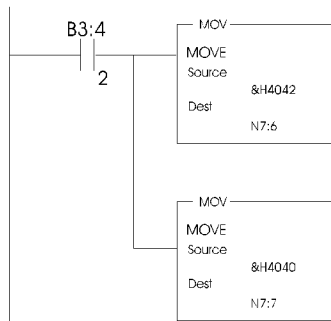 B3:4
2
MOV
MOVE
Source
&H4042
Dest
N7:6
MOV
MOVE
Source
&H4040
Dest
N7:7